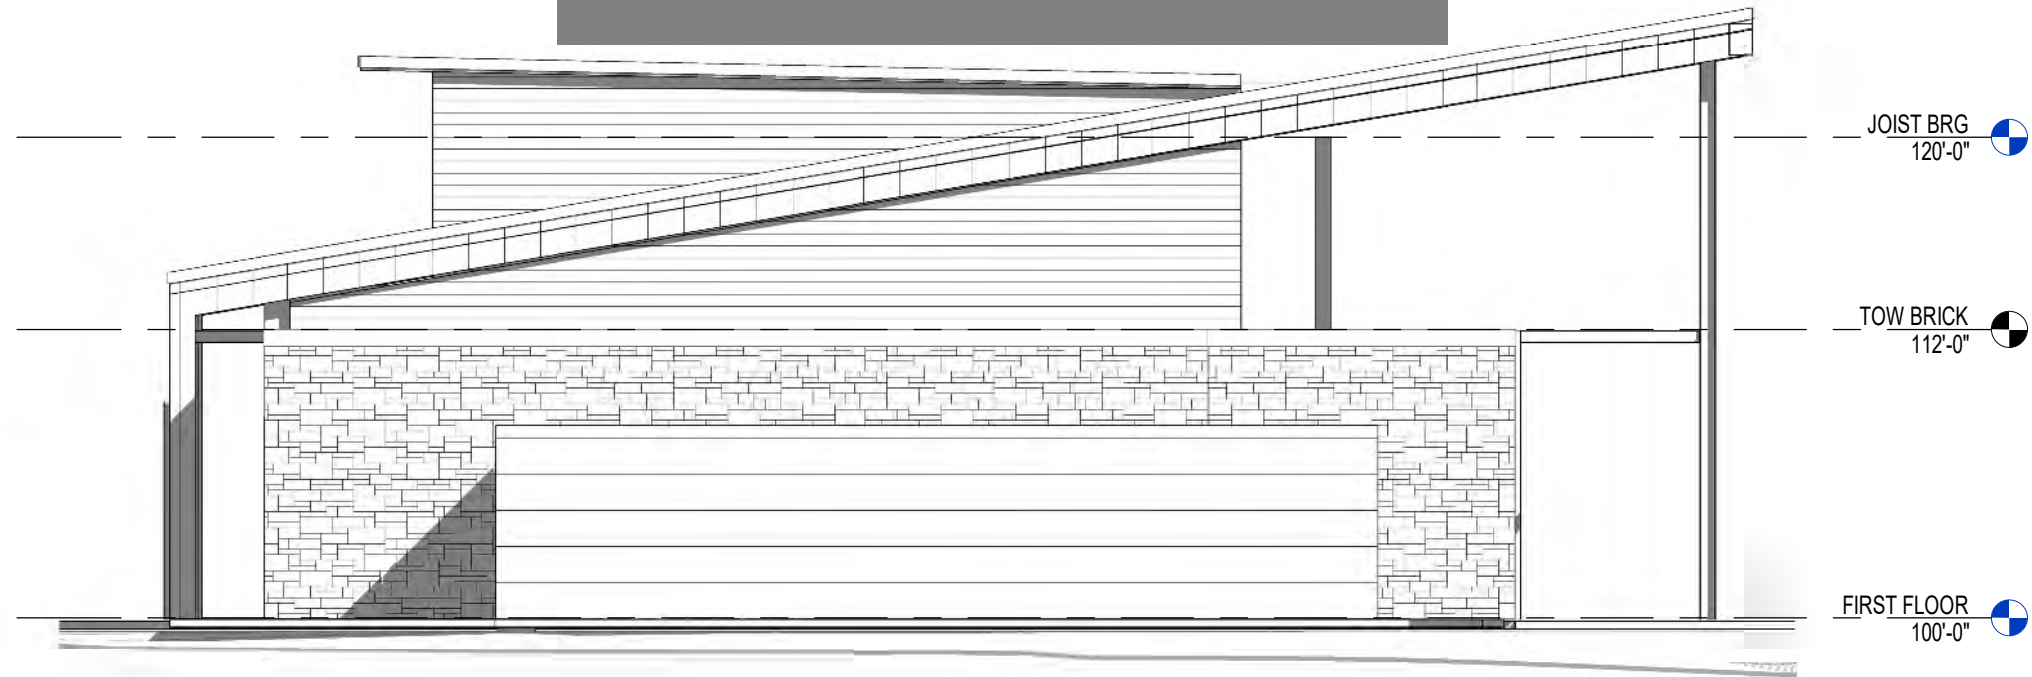 JOIST BRG
120'-0"
TOW BRICK
112'-0"
FIRST FLOOR
100'-0"